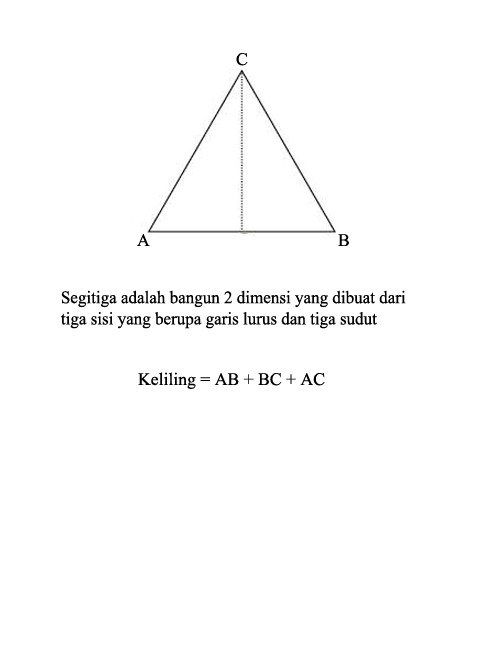 C
A
B
Segitiga adalah bangun 2 dimensi yang dibuat dari
tiga sisi yang berupa garis lurus dan tiga sudut
Keliling = AB + BC + AC